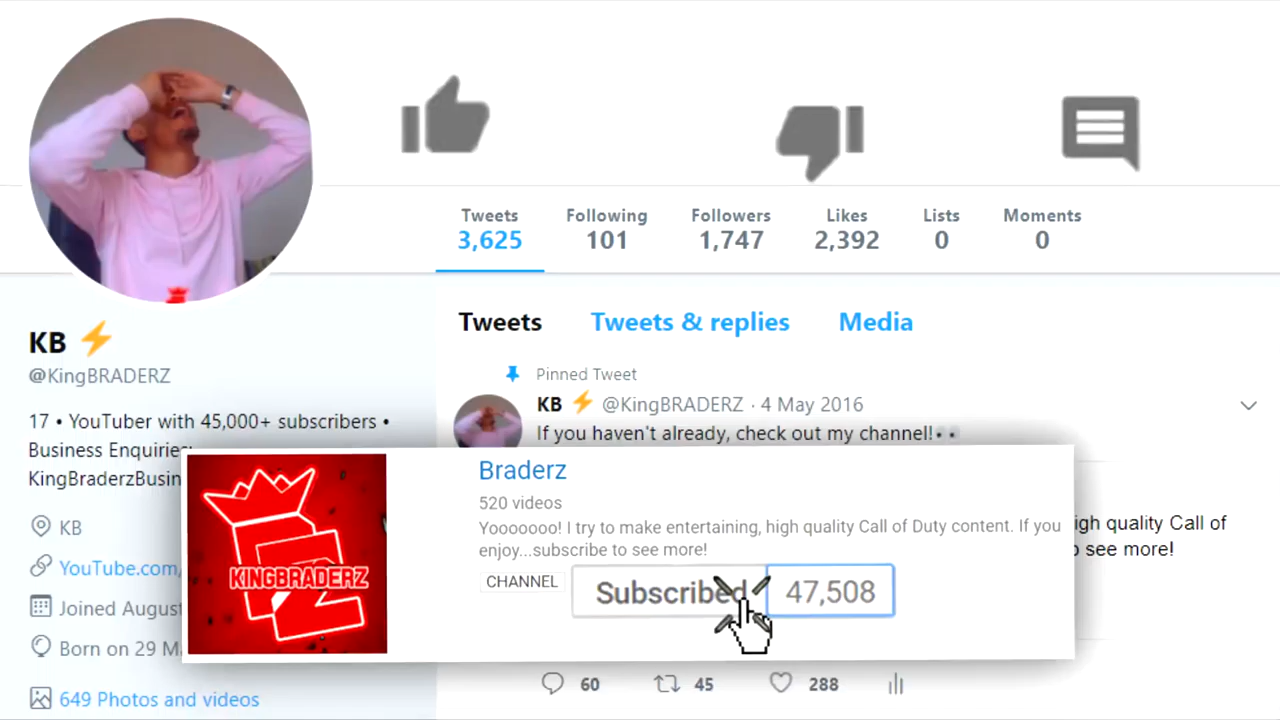 Tweets Following Followers Likes Lists Moments
3,625 101 1,747 2,392 0 0
KB⚡
@KingBRADERZ
17 • YouTuber with 45,000+ subscribers •
Business Enquiries:
KingBraderzBusin
KB
YouTube.com/
Joined August
Born on 29 M
649 Photos and videos
Tweets Tweets & replies Media
Pinned Tweet
KB⚡ @KingBRADERZ · 4 May 2016
If you haven't already, check out my channel!👀
KINGBRADERZ
Braderz
520 videos
Yooooooo! I try to make entertaining, high quality Call of Duty content. If you
enjoy...subscribe to see more!
CHANNEL
Subscribed 47,508
igh quality Call of
see more!
60 45 288